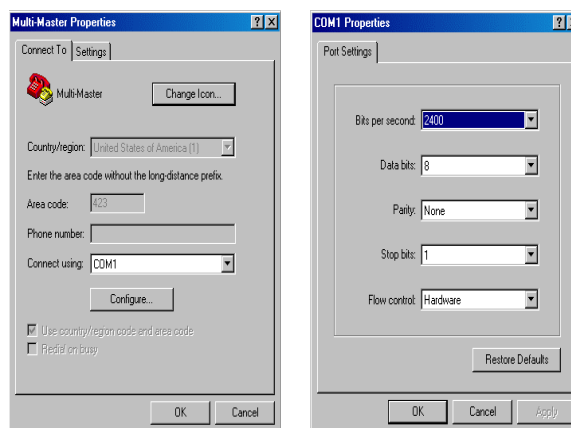 Multi-Master Properties
Connect To
Settings
Multi-Master
Change Icon...
Country/region:
United States of America (1)
Enter the area code without the long-distance prefix.
Area code:
423
Phone number:
Connect using:
COM1
Configure...
Use country/region code and area code
Redial on busy
OK
Cancel
COM1 Properties
Port Settings
Bits per second:
2400
Data bits:
8
Parity:
None
Stop bits:
1
Flow control:
Hardware
Restore Defaults
OK
Cancel
Apply